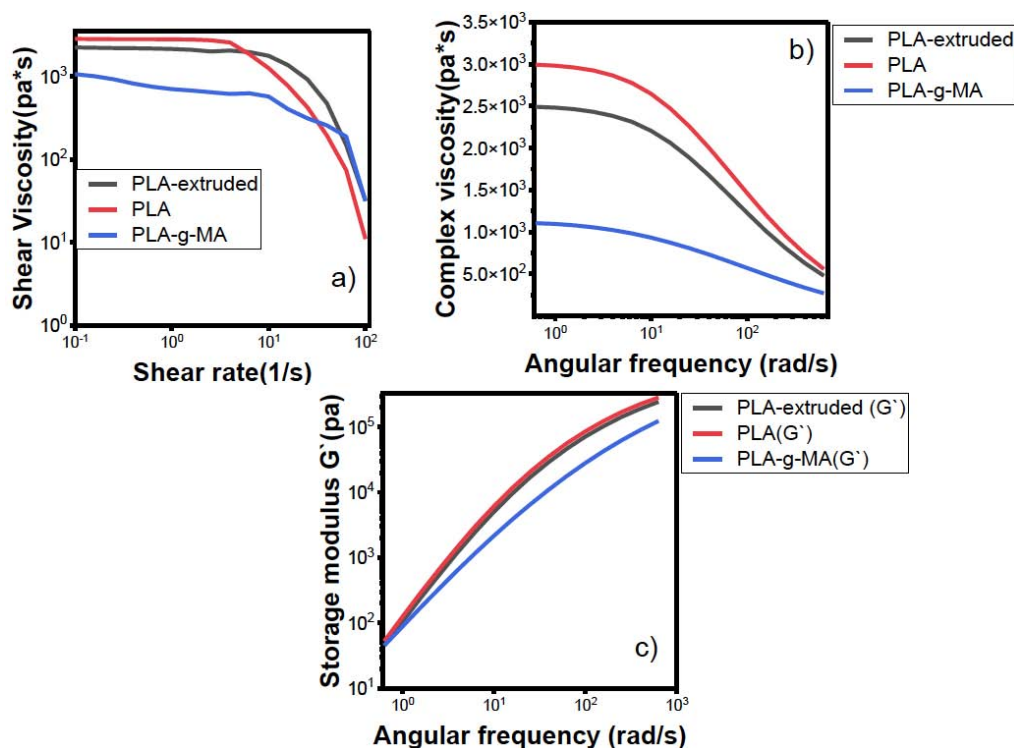 Shear Viscosity(pa*s)
10³
10²
10¹
10⁰
PLA-extruded
PLA
PLA-g-MA
a)
10⁻¹ 10⁰ 10¹ 10²
Shear rate(1/s)
Complex viscosity(pa*s)
3.5×10³
3.0×10³
2.5×10³
2.0×10³
1.5×10³
1.0×10³
5.0×10²
b)
10⁰ 10¹ 10²
Angular frequency (rad/s)
PLA-extruded
PLA
PLA-g-MA
Storage modulus G`(pa)
10⁵
10⁴
10³
10²
10¹
c)
10⁰ 10¹ 10² 10³
Angular frequency (rad/s)
PLA-extruded (G`)
PLA(G`)
PLA-g-MA(G`)